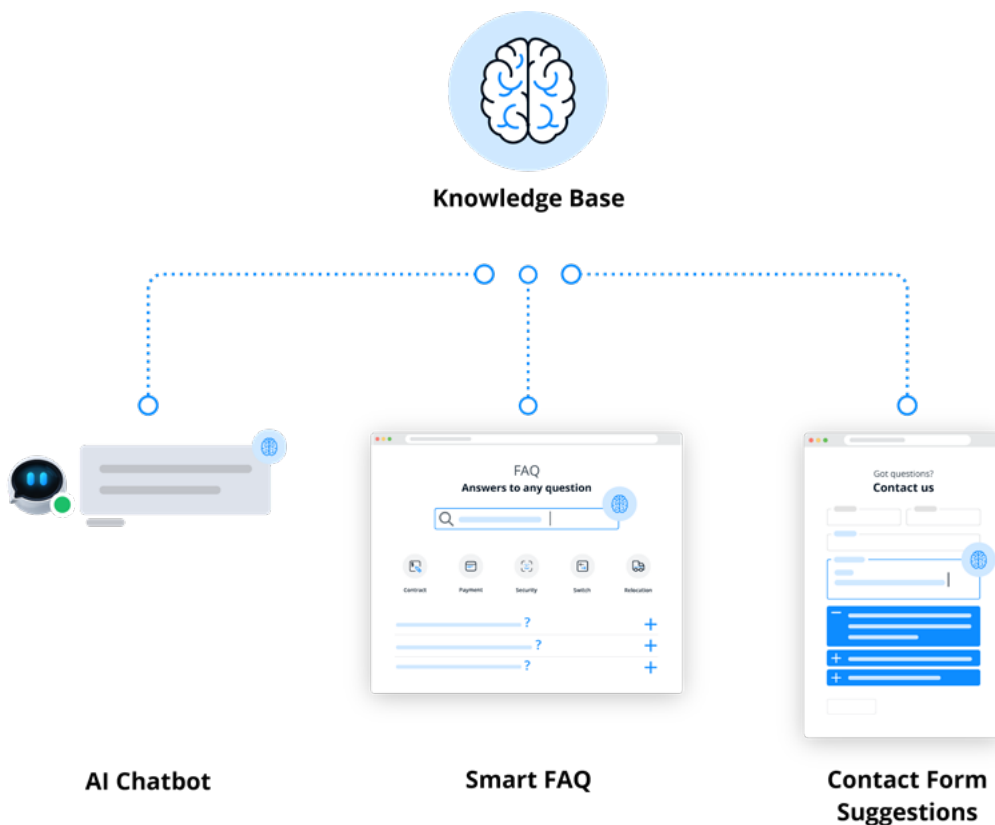 Knowledge Base
FAQ
Answers to any question
Contract
Payment
Security
Switch
Relocation
?
?
?
Got questions?
Contact us
AI Chatbot
Smart FAQ
Contact Form
Suggestions